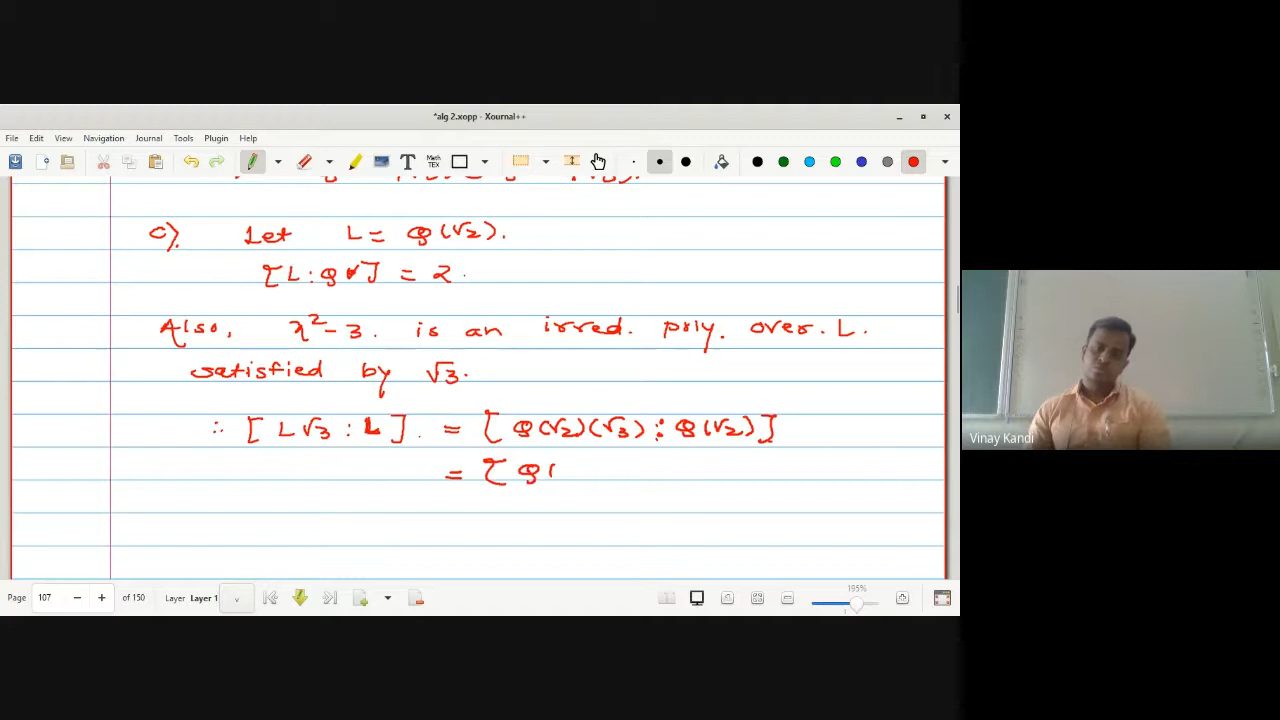 *alg 2.xopp - Xournal++
File Edit View Navigation Journal Tools Plugin Help
c). Let L = Q(√2).
[L : Q] = 2.
Also, x² - 3. is an irred. poly. over. L.
satisfied by √3.
∴ [L√3 : L]. = [Q(√2)(√3) : Q(√2)]
= [Q(
Vinay Kandi
Page 107 of 150 Layer Layer 1 195%